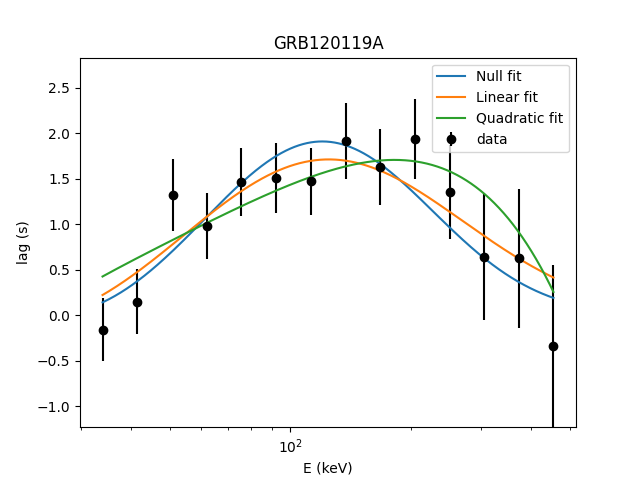 GRB120119A
Null fit
Linear fit
Quadratic fit
data
2.5
2.0
1.5
1.0
0.5
0.0
−0.5
−1.0
lag (s)
10²
E (keV)